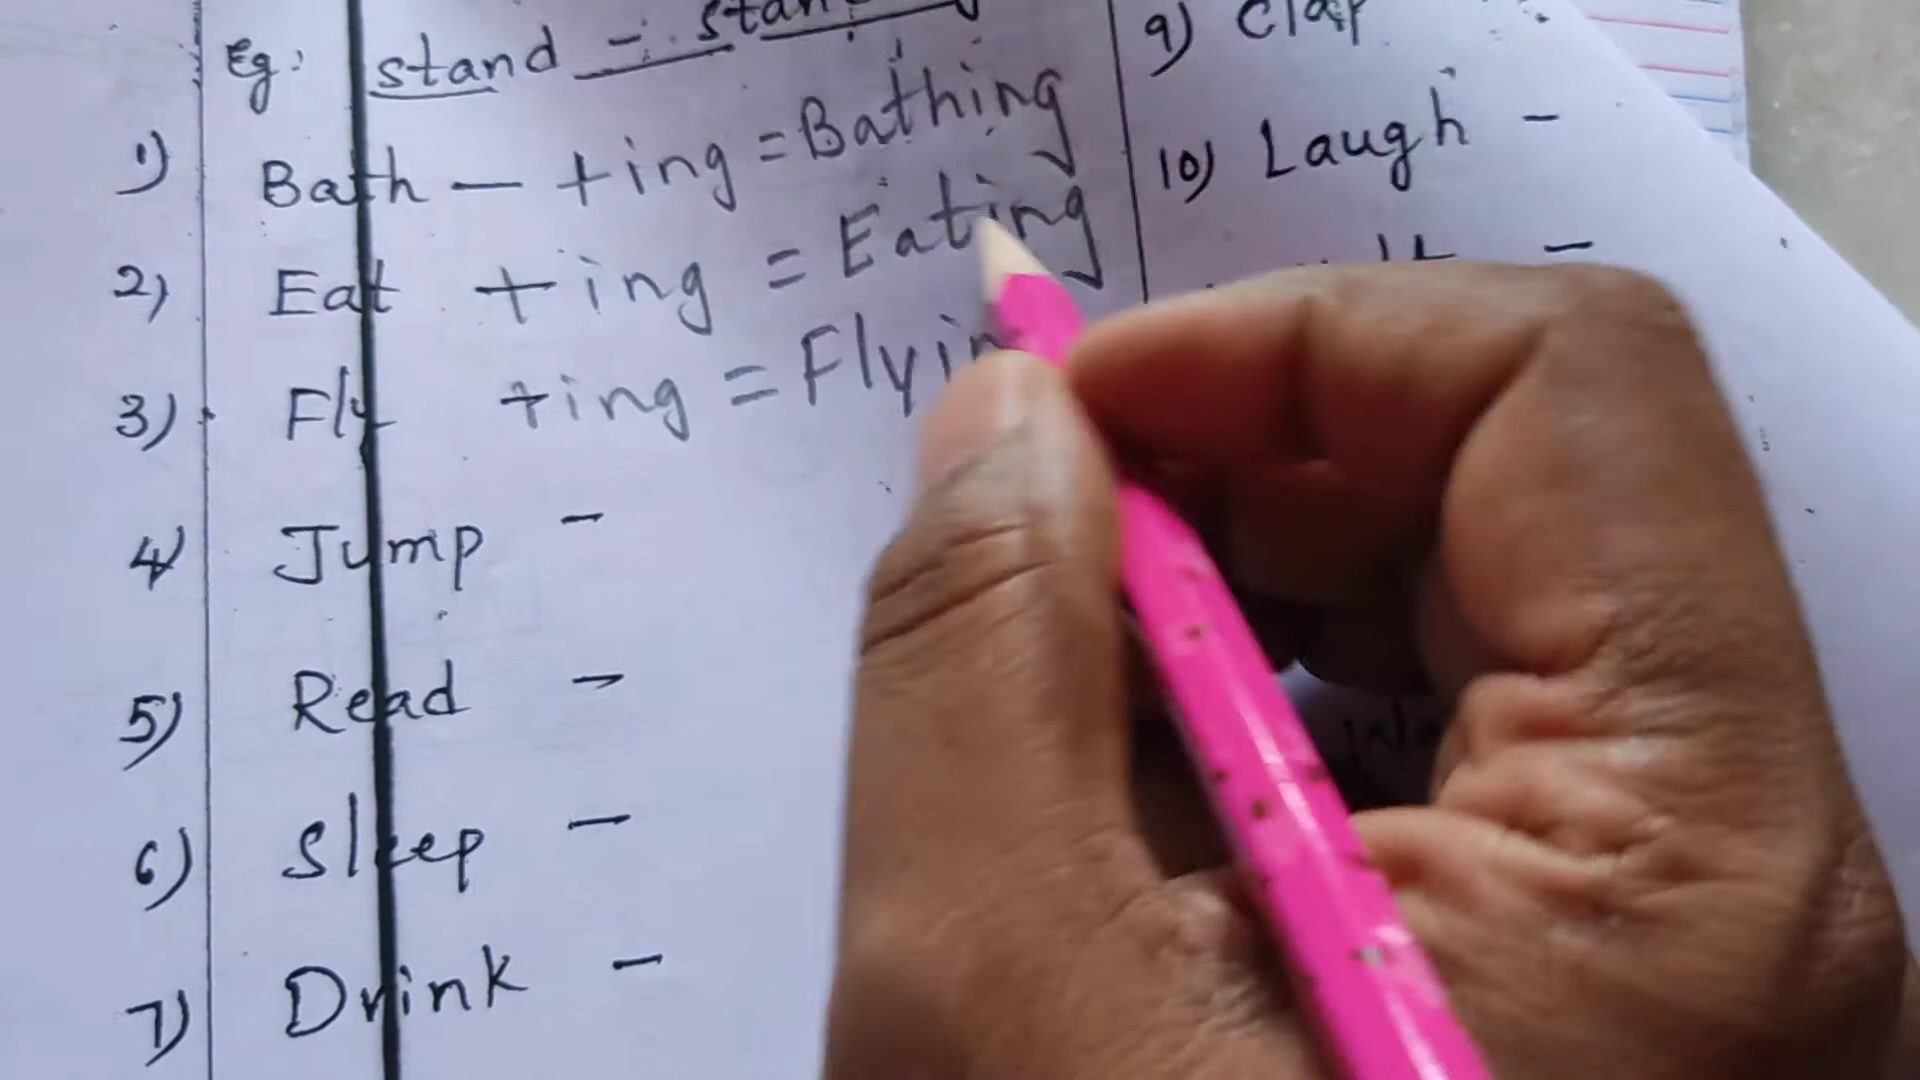 Eg: stand -
1) Bath - +ing = Bathing
2) Eat +ing = Eating
3) Fly +ing =
4) Jump -
5) Read -
6) Sleep -
7) Drink -
9) Clap
10) Laugh -